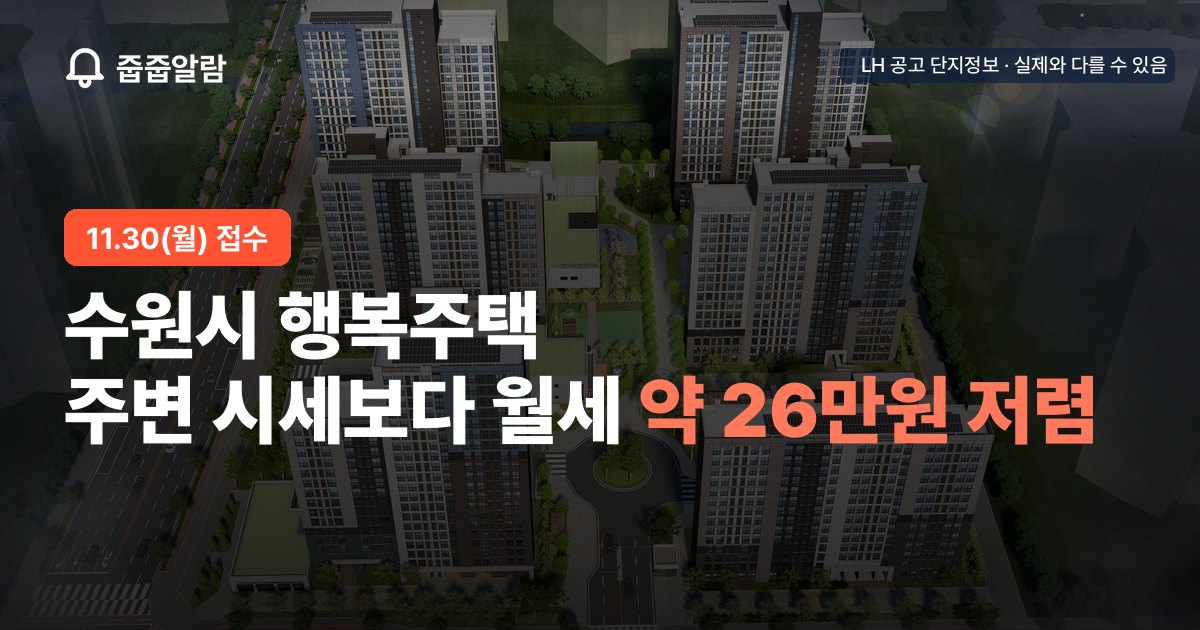 줍줍알람
LH 공고 단지정보 · 실제와 다를 수 있음
11.30(월) 접수
수원시 행복주택
주변 시세보다 월세 약 26만원 저렴